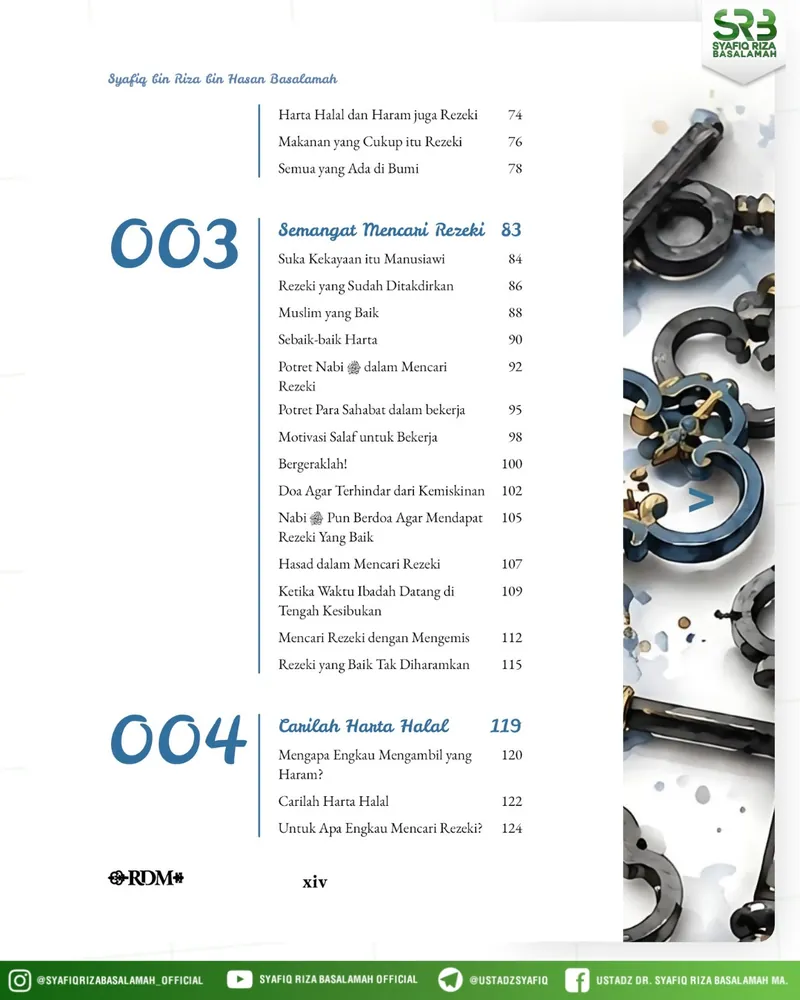 SRB
SYAFIQ RIZA
BASALAMAH
Syafiq bin Riza bin Hasan Basalamah
Harta Halal dan Haram juga Rezeki 74
Makanan yang Cukup itu Rezeki 76
Semua yang Ada di Bumi 78
003
Semangat Mencari Rezeki 83
Suka Kekayaan itu Manusiawi 84
Rezeki yang Sudah Ditakdirkan 86
Muslim yang Baik 88
Sebaik-baik Harta 90
Potret Nabi ﷺ dalam Mencari 92
Rezeki
Potret Para Sahabat dalam bekerja 95
Motivasi Salaf untuk Bekerja 98
Bergeraklah! 100
Doa Agar Terhindar dari Kemiskinan 102
Nabi ﷺ Pun Berdoa Agar Mendapat 105
Rezeki Yang Baik
Hasad dalam Mencari Rezeki 107
Ketika Waktu Ibadah Datang di 109
Tengah Kesibukan
Mencari Rezeki dengan Mengemis 112
Rezeki yang Baik Tak Diharamkan 115
004
Carilah Harta Halal 119
Mengapa Engkau Mengambil yang 120
Haram?
Carilah Harta Halal 122
Untuk Apa Engkau Mencari Rezeki? 124
RDM
xiv
>
@SYAFIQRIZABASALAMAH_OFFICIAL
SYAFIQ RIZA BASALAMAH OFFICIAL
@USTADZSYAFIQ
USTADZ DR. SYAFIQ RIZA BASALAMAH MA.